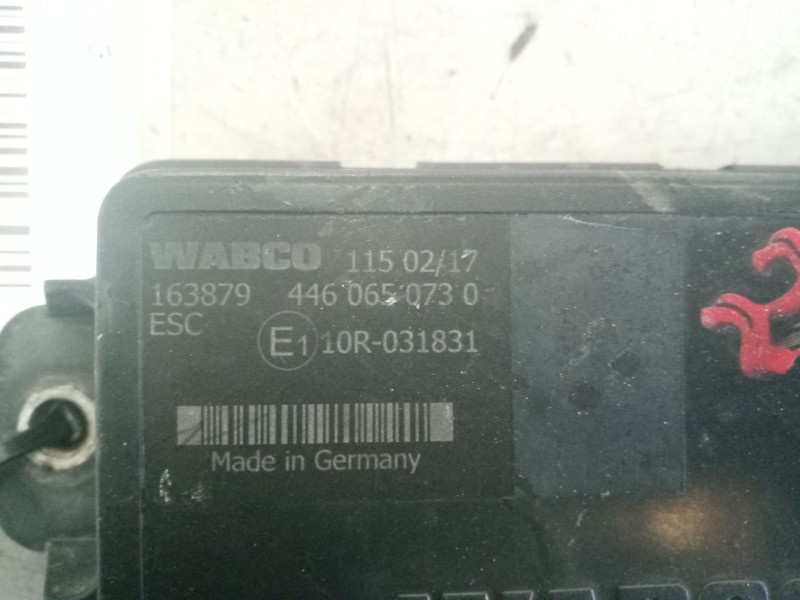 WABCO 115 02/17
163879 446 065 073 0
ESC
E1 10R-031831
Made in Germany